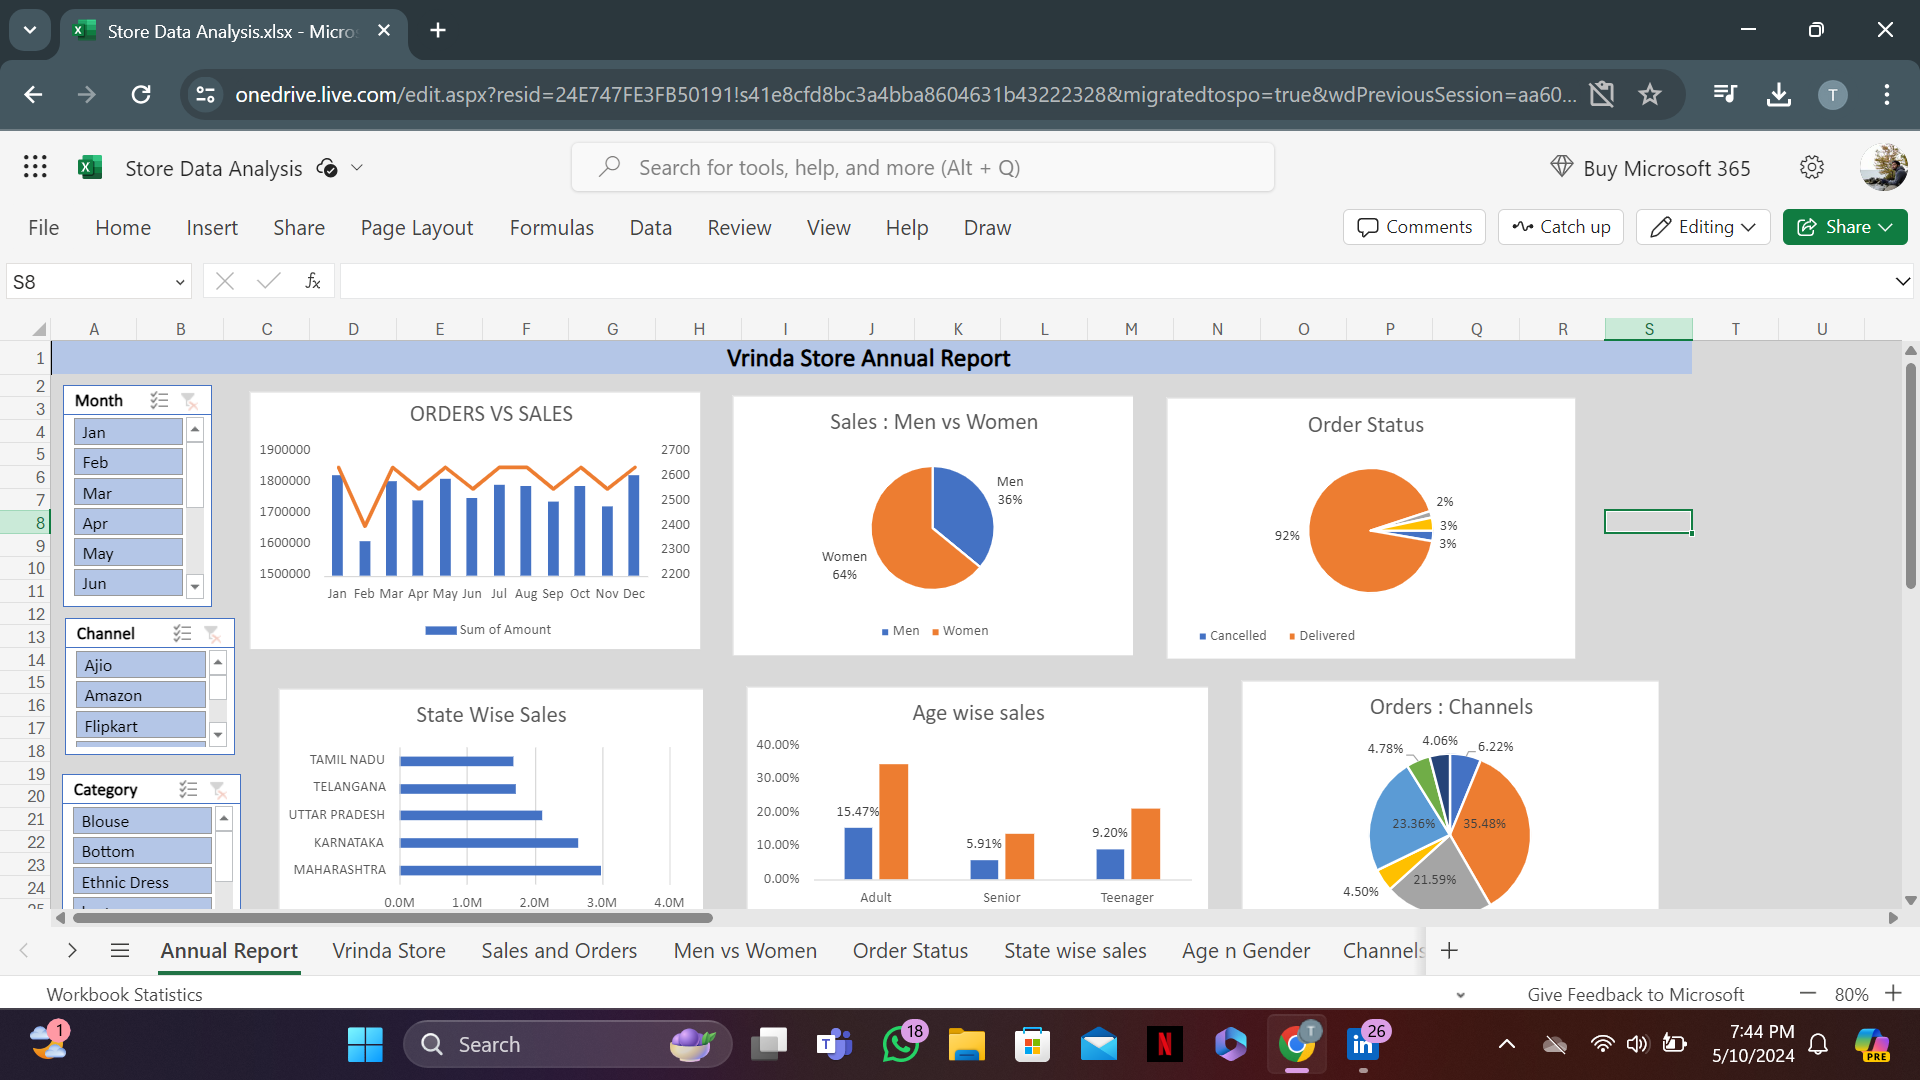 Store Data Analysis.xlsx - Micro
onedrive.live.com/edit.aspx?resid=24E747FE3FB50191!s41e8cfd8bc3a4bba8604631b43222328&migratedtospo=true&wdPreviousSession=aa60...
T
Store Data Analysis
Search for tools, help, and more (Alt + Q)
Buy Microsoft 365
File Home Insert Share Page Layout Formulas Data Review View Help Draw
Comments Catch up Editing Share
S8
fx
A B C D E F G H I J K L M N O P Q R S T U
1
2
3
4
5
6
7
8
9
10
11
12
13
14
15
16
17
18
19
20
21
22
23
24
25
Vrinda Store Annual Report
Month
Jan
Feb
Mar
Apr
May
Jun
Channel
Ajio
Amazon
Flipkart
Category
Blouse
Bottom
Ethnic Dress
ORDERS VS SALES
1900000 2700
1800000 2600
2500
1700000 2400
1600000 2300
1500000 2200
Jan Feb Mar Apr May Jun Jul Aug Sep Oct Nov Dec
Sum of Amount
Sales : Men vs Women
Men
36%
Women
64%
Men Women
Order Status
2%
3%
92%
3%
Cancelled Delivered
State Wise Sales
TAMIL NADU
TELANGANA
UTTAR PRADESH
KARNATAKA
MAHARASHTRA
0.0M 1.0M 2.0M 3.0M 4.0M
Age wise sales
40.00%
30.00%
20.00%
10.00%
0.00%
15.47%
5.91%
9.20%
Adult Senior Teenager
Orders : Channels
4.06%
4.78% 6.22%
23.36% 35.48%
21.59%
4.50%
Annual Report Vrinda Store Sales and Orders Men vs Women Order Status State wise sales Age n Gender Channels
Workbook Statistics
Give Feedback to Microsoft
80%
1
Search
T
18
N
T
in
26
7:44 PM
5/10/2024
PRE